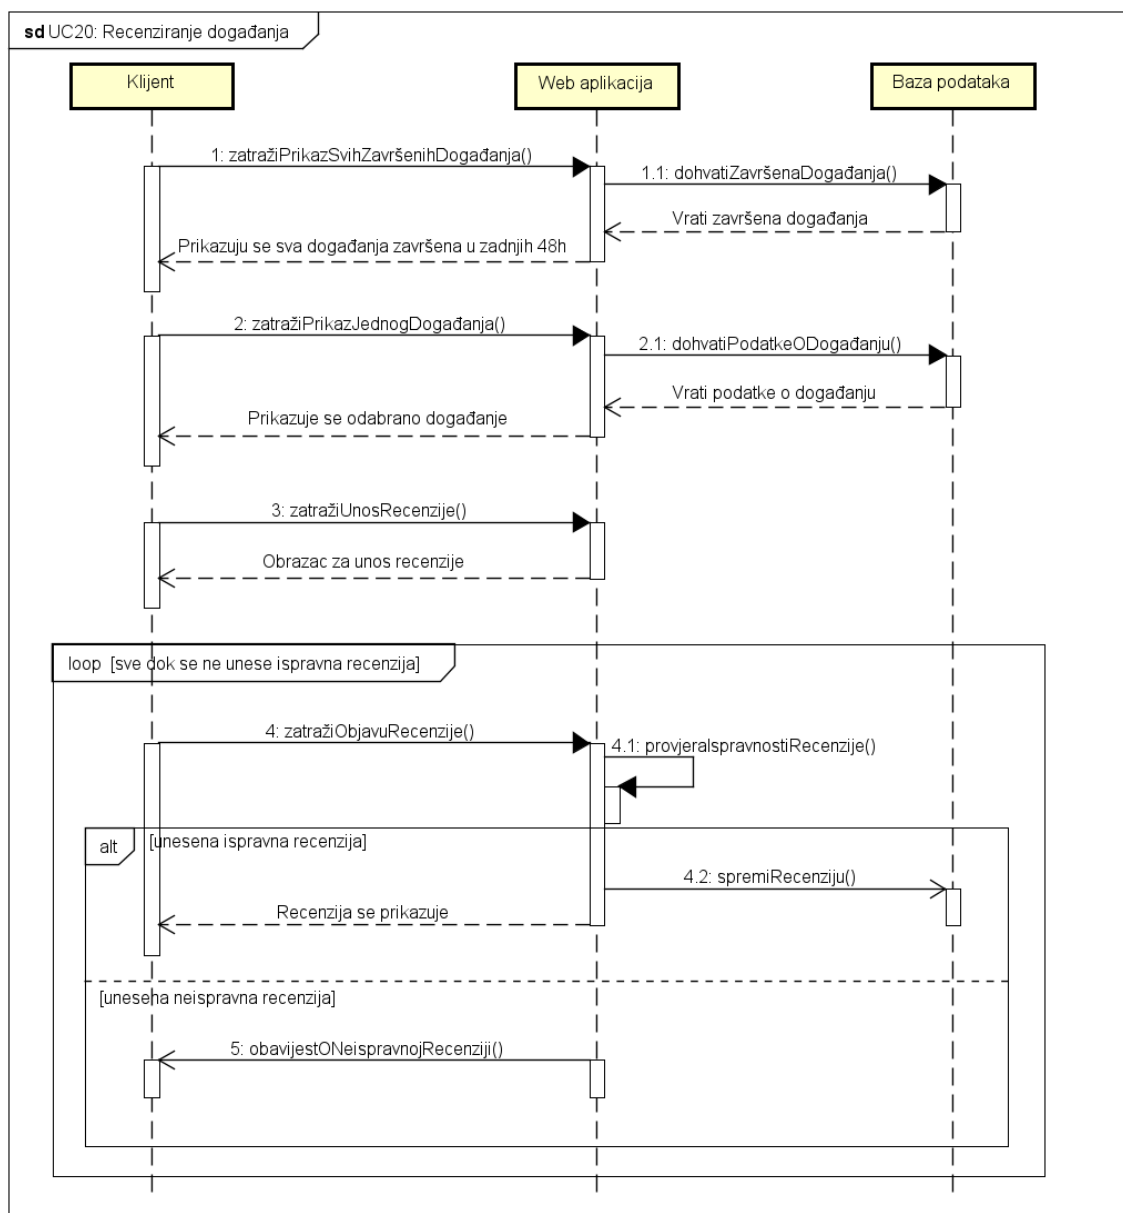 sd UC20: Recenziranje događanja
Klijent
Web aplikacija
Baza podataka
1: zatražiPrikazSvihZavršenihDogađanja()
1.1: dohvatiZavršenaDogađanja()
Vrati završena događanja
Prikazuju se sva događanja završena u zadnjih 48h
2: zatražiPrikazJednogDogađanja()
2.1: dohvatiPodatkeODogađanju()
Vrati podatke o događanju
Prikazuje se odabrano događanje
3: zatražiUnosRecenzije()
Obrazac za unos recenzije
loop [sve dok se ne unese ispravna recenzija]
4: zatražiObjavuRecenzije()
4.1: provjeraIspravnostiRecenzije()
alt [unesena ispravna recenzija]
4.2: spremiRecenziju()
Recenzija se prikazuje
[unesena neispravna recenzija]
5: obavijestONeispravnojRecenziji()